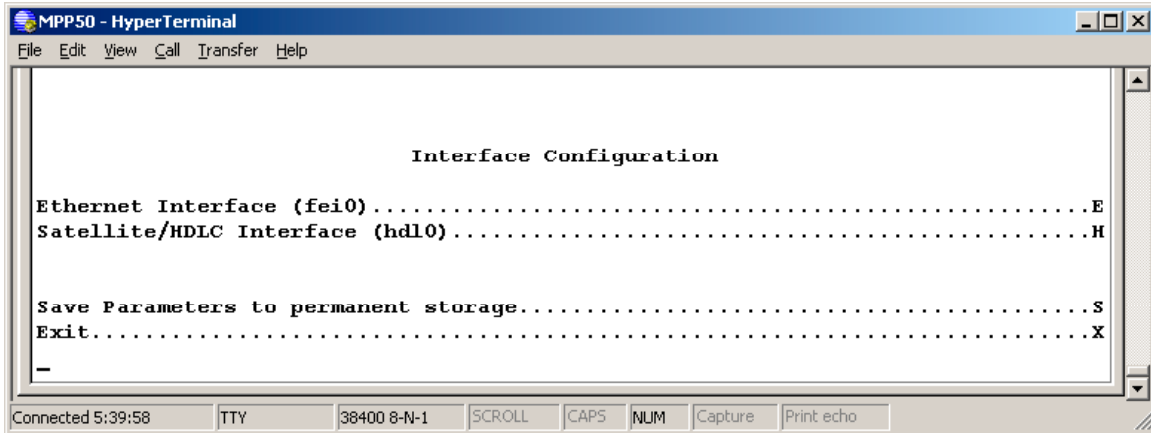 MPP50 - HyperTerminal
File Edit View Call Transfer Help
Interface Configuration
Ethernet Interface (fei0)......................................................E
Satellite/HDLC Interface (hdl0)................................................H
Save Parameters to permanent storage...........................................S
Exit...........................................................................X
_
Connected 5:39:58 TTY 38400 8-N-1 SCROLL CAPS NUM Capture Print echo